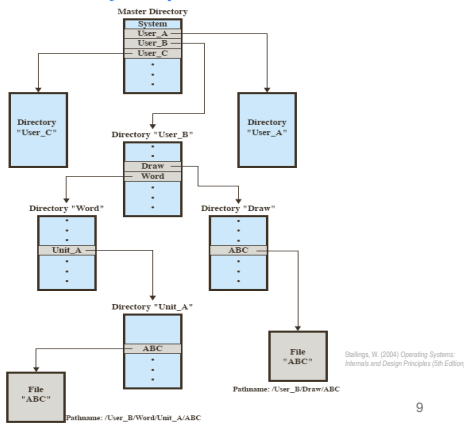 Master Directory
System
User_A
User_B
User_C
Directory
"User_C"
Directory
"User_A"
Directory "User_B"
Draw
Word
Directory "Word"
Unit_A
Directory "Draw"
ABC
Directory "Unit_A"
ABC
File
"ABC"
Pathname: /User_B/Draw/ABC
File
"ABC"
Pathname: /User_B/Word/Unit_A/ABC
Stallings, W. (2004) Operating Systems:
Internals and Design Principles (5th Edition)
9